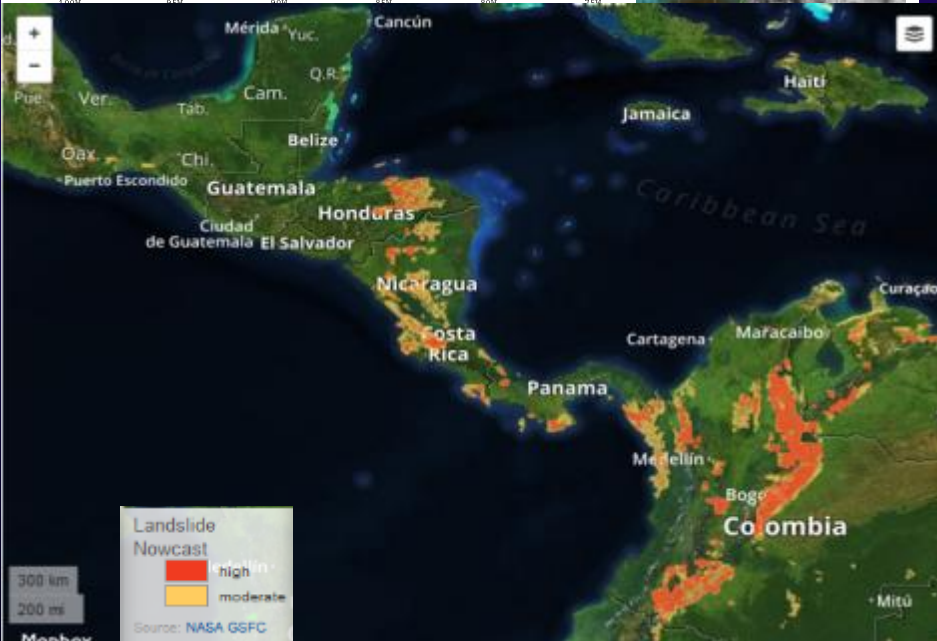 +
−
Mérida
Yuc.
Cancún
Q.R.
Pue.
Ver.
Tab.
Cam.
Haiti
Jamaica
Belize
Oax.
Chi.
Puerto Escondido
Guatemala
Honduras
Caribbean Sea
Ciudad
de Guatemala
El Salvador
Nicaragua
Curaçao
Costa
Rica
Cartagena
Maracaibo
Panama
Medellín
Colombia
Landslide
Nowcast
high
moderate
Source: NASA GSFC
300 km
200 mi
Mitú